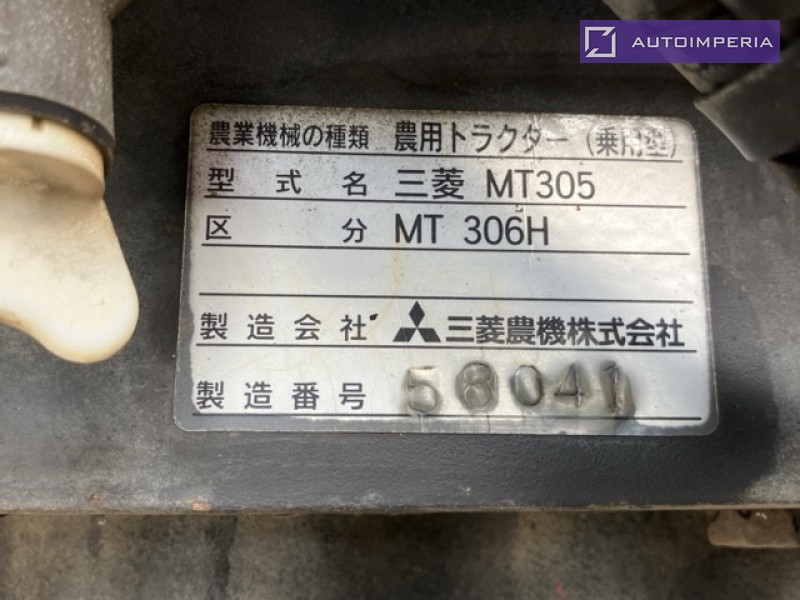 AUTOIMPERIA
農業機械の種類 農用トラクター(乗用型)
型式名 三菱 MT305
区分 MT 306H
製造会社 三菱農機株式会社
製造番号 58041